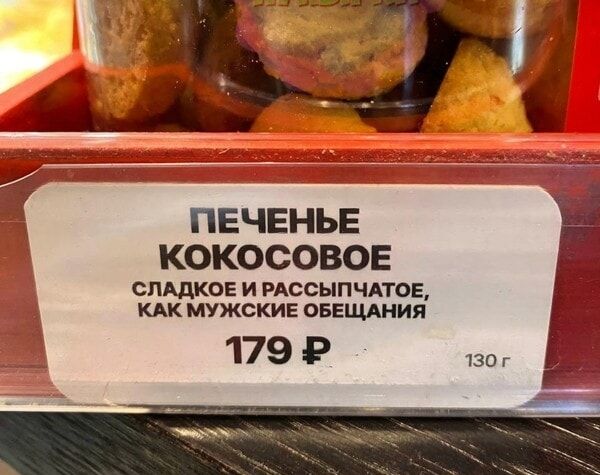 ПЕЧЕНЬЕ
КОКОСОВОЕ
СЛАДКОЕ И РАССЫПЧАТОЕ,
КАК МУЖСКИЕ ОБЕЩАНИЯ
179 ₽
130 г